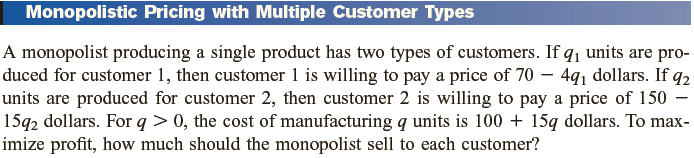 Monopolistic Pricing with Multiple Customer Types
A monopolist producing a single product has two types of customers. If q₁ units are pro-
duced for customer 1, then customer 1 is willing to pay a price of 70 − 4q₁ dollars. If q₂
units are produced for customer 2, then customer 2 is willing to pay a price of 150 −
15q₂ dollars. For q > 0, the cost of manufacturing q units is 100 + 15q dollars. To max-
imize profit, how much should the monopolist sell to each customer?